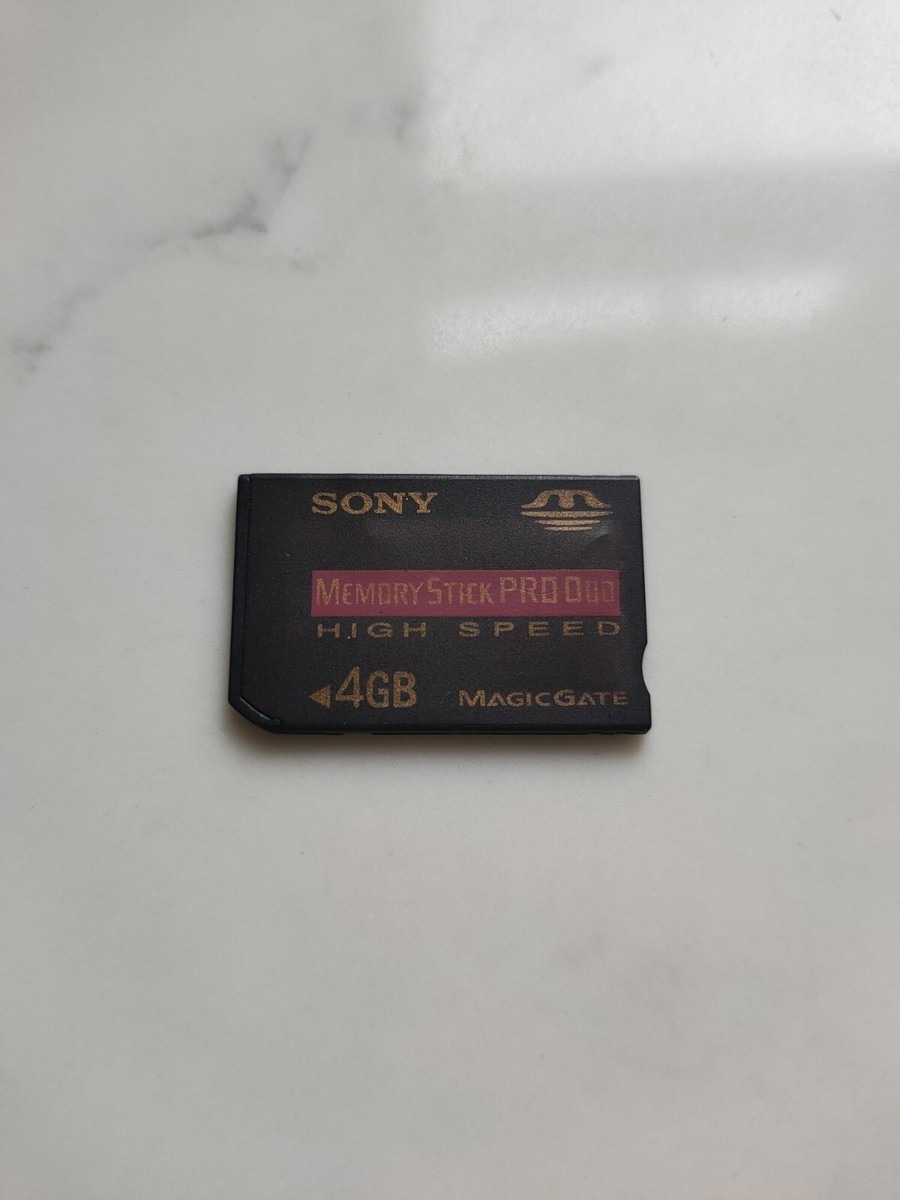 SONY
MEMORY STICK PRO DUO
HIGH SPEED
4GB MAGICGATE